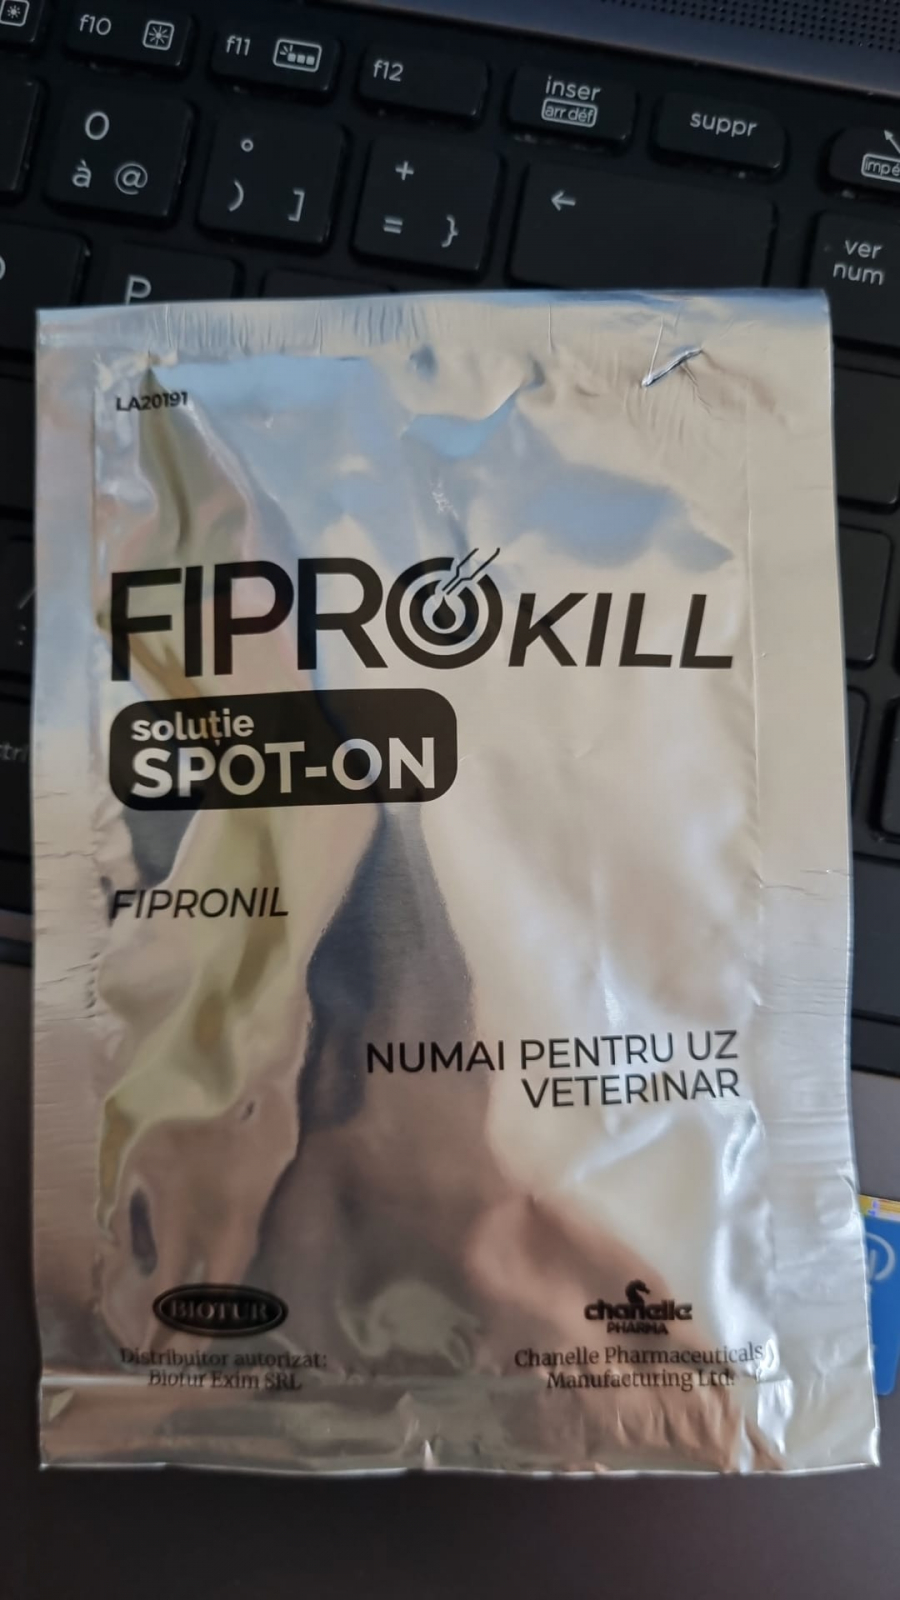 f10
f11
f12
inser
arr déf
suppr
0
à @
°
) ]
+
= }
←
ver
num
P
LA20191
FIPROKILL
soluție
SPOT-ON
FIPRONIL
NUMAI PENTRU UZ
VETERINAR
BIOTUR
Distribuitor autorizat:
Biotur Exim SRL
chanelle
PHARMA
Chanelle Pharmaceuticals
Manufacturing Ltd.